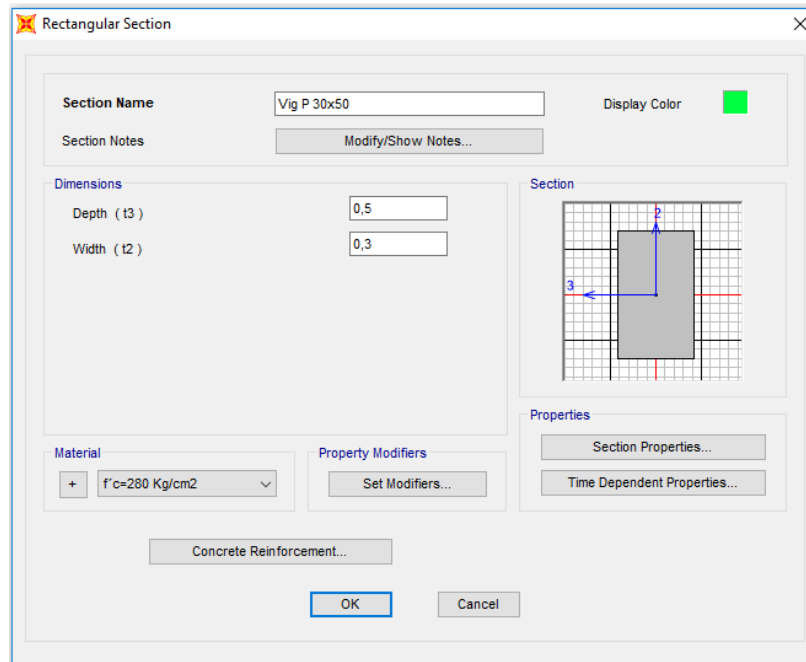 Rectangular Section
Section Name Vig P 30x50 Display Color
Section Notes Modify/Show Notes...
Dimensions
Depth ( t3 ) 0,5
Width ( t2 ) 0,3
Section
2
3
Properties
Section Properties...
Time Dependent Properties...
Material
+ f´c=280 Kg/cm2
Property Modifiers
Set Modifiers...
Concrete Reinforcement...
OK Cancel